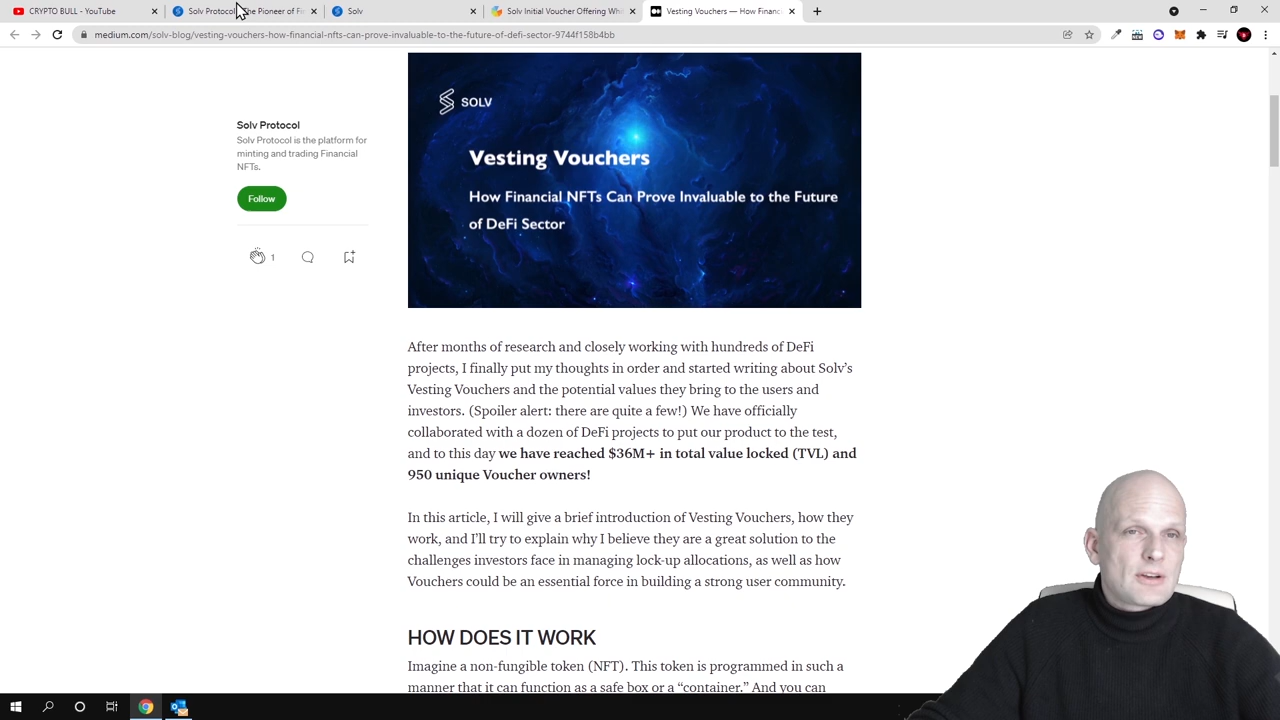 CRYPTO BULL - YouTube
Solv Protocol The Pioneer of Fi
Solv
Solv Initial Voucher Offering Whi
Vesting Vouchers — How Financ
medium.com/solv-blog/vesting-vouchers-how-financial-nfts-can-prove-invaluable-to-the-future-of-defi-sector-9744f158b4bb
Solv Protocol
Solv Protocol is the platform for
minting and trading Financial
NFTs.
Follow
1
SOLV
Vesting Vouchers
How Financial NFTs Can Prove Invaluable to the Future
of DeFi Sector
After months of research and closely working with hundreds of DeFi
projects, I finally put my thoughts in order and started writing about Solv’s
Vesting Vouchers and the potential values they bring to the users and
investors. (Spoiler alert: there are quite a few!) We have officially
collaborated with a dozen of DeFi projects to put our product to the test,
and to this day we have reached $36M+ in total value locked (TVL) and
950 unique Voucher owners!
In this article, I will give a brief introduction of Vesting Vouchers, how they
work, and I’ll try to explain why I believe they are a great solution to the
challenges investors face in managing lock-up allocations, as well as how
Vouchers could be an essential force in building a strong user community.
HOW DOES IT WORK
Imagine a non-fungible token (NFT). This token is programmed in such a
manner that it can function as a safe box or a “container.” And you can